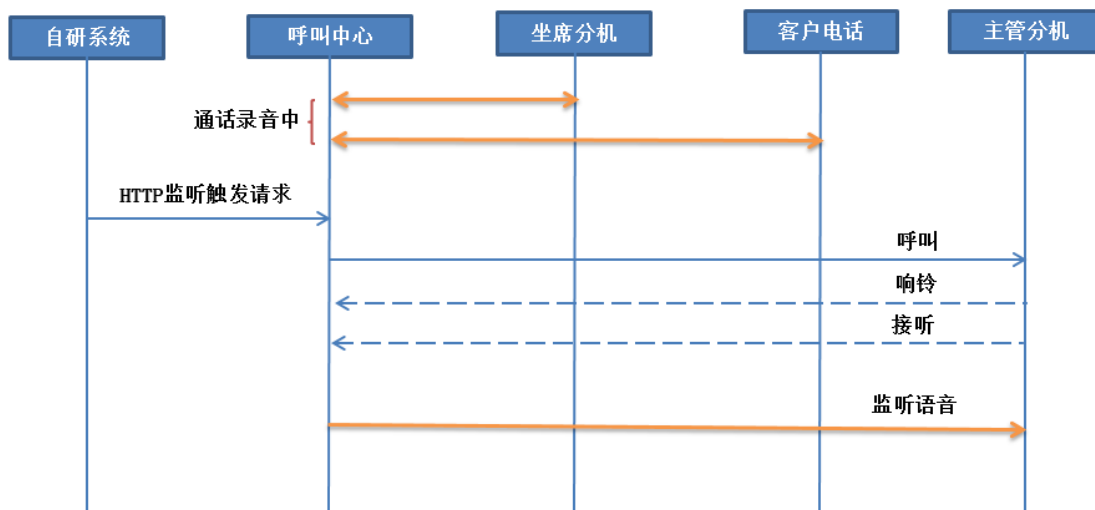 自研系统
呼叫中心
坐席分机
客户电话
主管分机
通话录音中
HTTP监听触发请求
呼叫
响铃
接听
监听语音